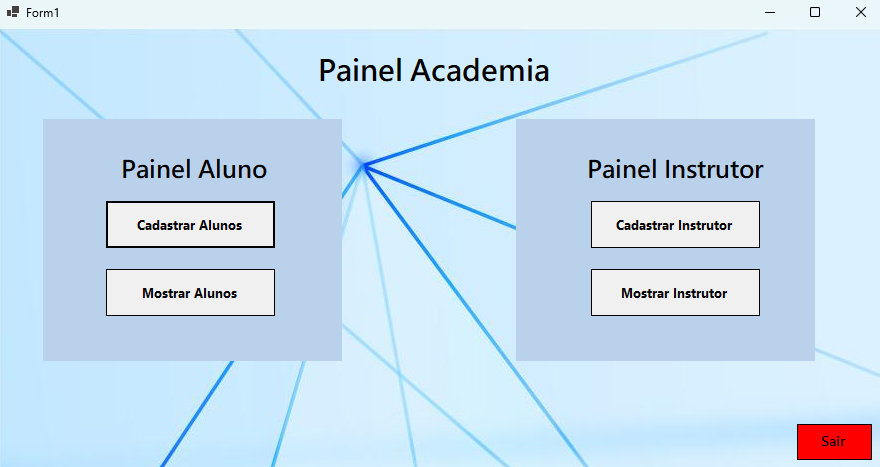 Form1
Painel Academia
Painel Aluno
Cadastrar Alunos
Mostrar Alunos
Painel Instrutor
Cadastrar Instrutor
Mostrar Instrutor
Sair